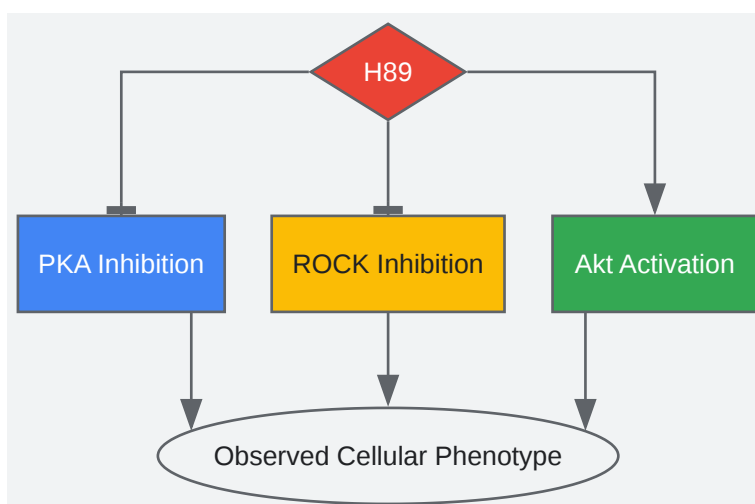 H89
PKA Inhibition
ROCK Inhibition
Akt Activation
Observed Cellular Phenotype